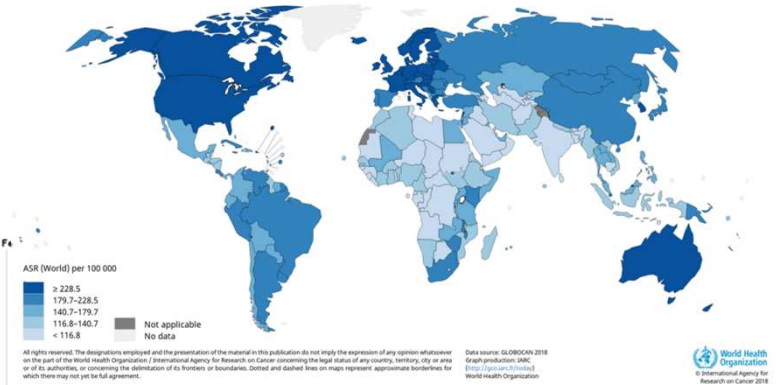 F
ASR (World) per 100 000
≥ 228.5
179.7–228.5
140.7–179.7
116.8–140.7
< 116.8
Not applicable
No data
All rights reserved. The designations employed and the presentation of the material in this publication do not imply the expression of any opinion whatsoever
on the part of the World Health Organization / International Agency for Research on Cancer concerning the legal status of any country, territory, city or area
or of its authorities, or concerning the delimitation of its frontiers or boundaries. Dotted and dashed lines on maps represent approximate borderlines for
which there may not yet be full agreement.
Data source: GLOBOCAN 2018
Graph production: IARC
(http://gco.iarc.fr/today)
World Health Organization
World Health
Organization
© International Agency for
Research on Cancer 2018